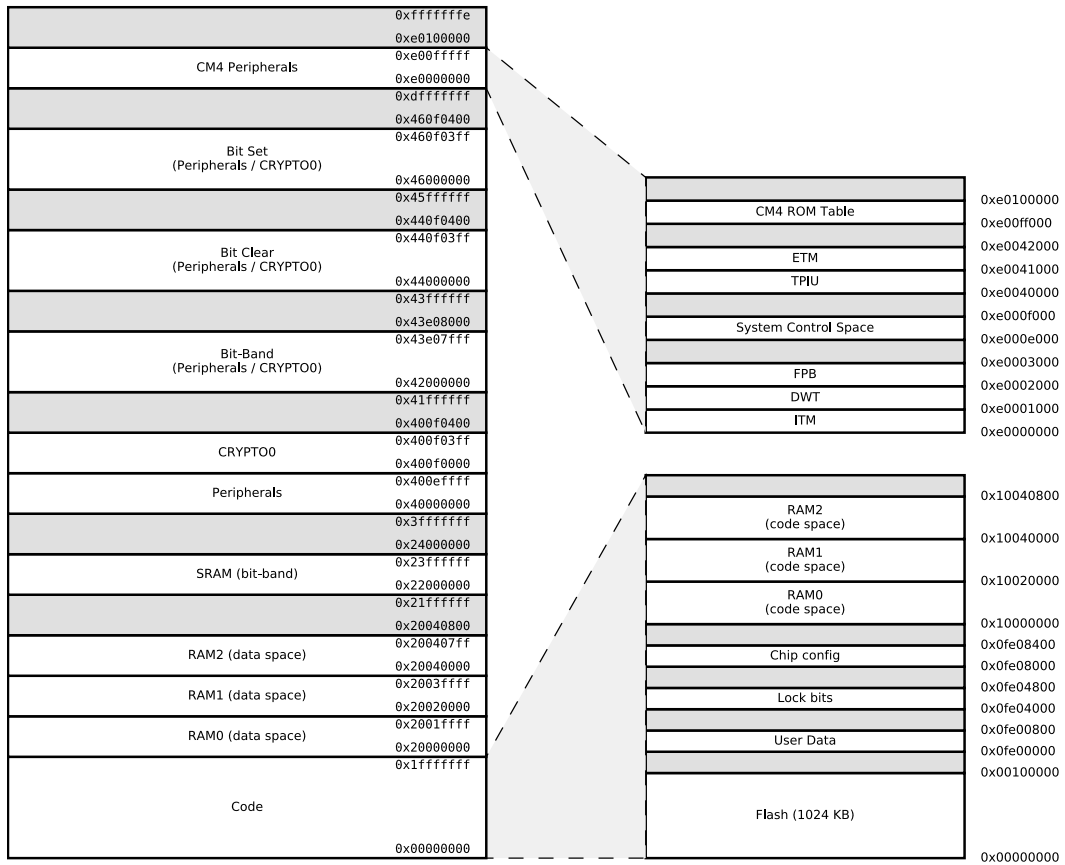 0xfffffffe
0xe0100000
0xe00fffff
CM4 Peripherals
0xe0000000
0xdfffffff
0x460f0400
0x460f03ff
Bit Set
(Peripherals / CRYPTO0)
0x46000000
0x45ffffff
0x440f0400
0x440f03ff
Bit Clear
(Peripherals / CRYPTO0)
0x44000000
0x43ffffff
0x43e08000
0x43e07fff
Bit-Band
(Peripherals / CRYPTO0)
0x42000000
0x41ffffff
0x400f0400
0x400f03ff
CRYPTO0
0x400f0000
0x400effff
Peripherals
0x40000000
0x3fffffff
0x24000000
0x23ffffff
SRAM (bit-band)
0x22000000
0x21ffffff
0x20040800
0x200407ff
RAM2 (data space)
0x20040000
0x2003ffff
RAM1 (data space)
0x20020000
0x2001ffff
RAM0 (data space)
0x20000000
0x1fffffff
Code
0x00000000
0xe0100000
CM4 ROM Table
0xe00ff000
0xe0042000
ETM
0xe0041000
TPIU
0xe0040000
0xe000f000
System Control Space
0xe000e000
0xe0003000
FPB
0xe0002000
DWT
0xe0001000
ITM
0xe0000000
0x10040800
RAM2
(code space)
0x10040000
RAM1
(code space)
0x10020000
RAM0
(code space)
0x10000000
0x0fe08400
Chip config
0x0fe08000
0x0fe04800
Lock bits
0x0fe04000
0x0fe00800
User Data
0x0fe00000
0x00100000
Flash (1024 KB)
0x00000000